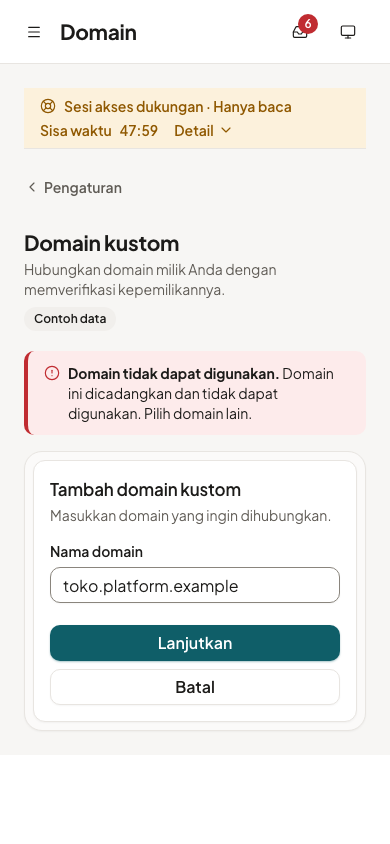 Domain
6
Sesi akses dukungan · Hanya baca
Sisa waktu 47:59 Detail
Pengaturan
Domain kustom
Hubungkan domain milik Anda dengan
memverifikasi kepemilikannya.
Contoh data
Domain tidak dapat digunakan. Domain
ini dicadangkan dan tidak dapat
digunakan. Pilih domain lain.
Tambah domain kustom
Masukkan domain yang ingin dihubungkan.
Nama domain
toko.platform.example
Lanjutkan
Batal